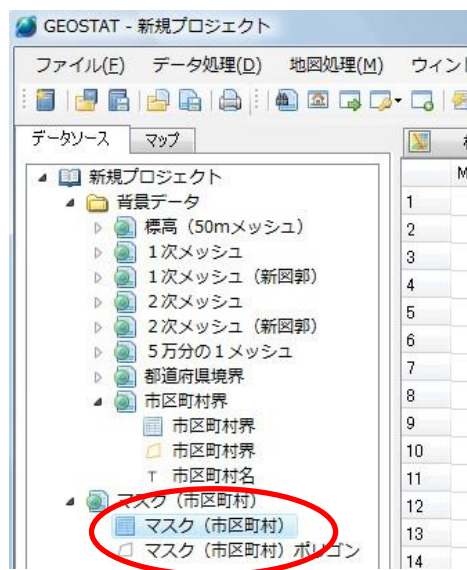 GEOSTAT - 新規プロジェクト
ファイル(F) データ処理(D) 地図処理(M) ウィン
データソース マップ
新規プロジェクト
背景データ
標高（50mメッシュ）
１次メッシュ
１次メッシュ（新図郭）
２次メッシュ
２次メッシュ（新図郭）
５万分の１メッシュ
都道府県境界
市区町村界
市区町村界
市区町村界
T 市区町村名
マスク（市区町村）
マスク（市区町村）
マスク（市区町村）ポリゴン
M
1
2
3
4
5
6
7
8
9
10
11
12
13
14